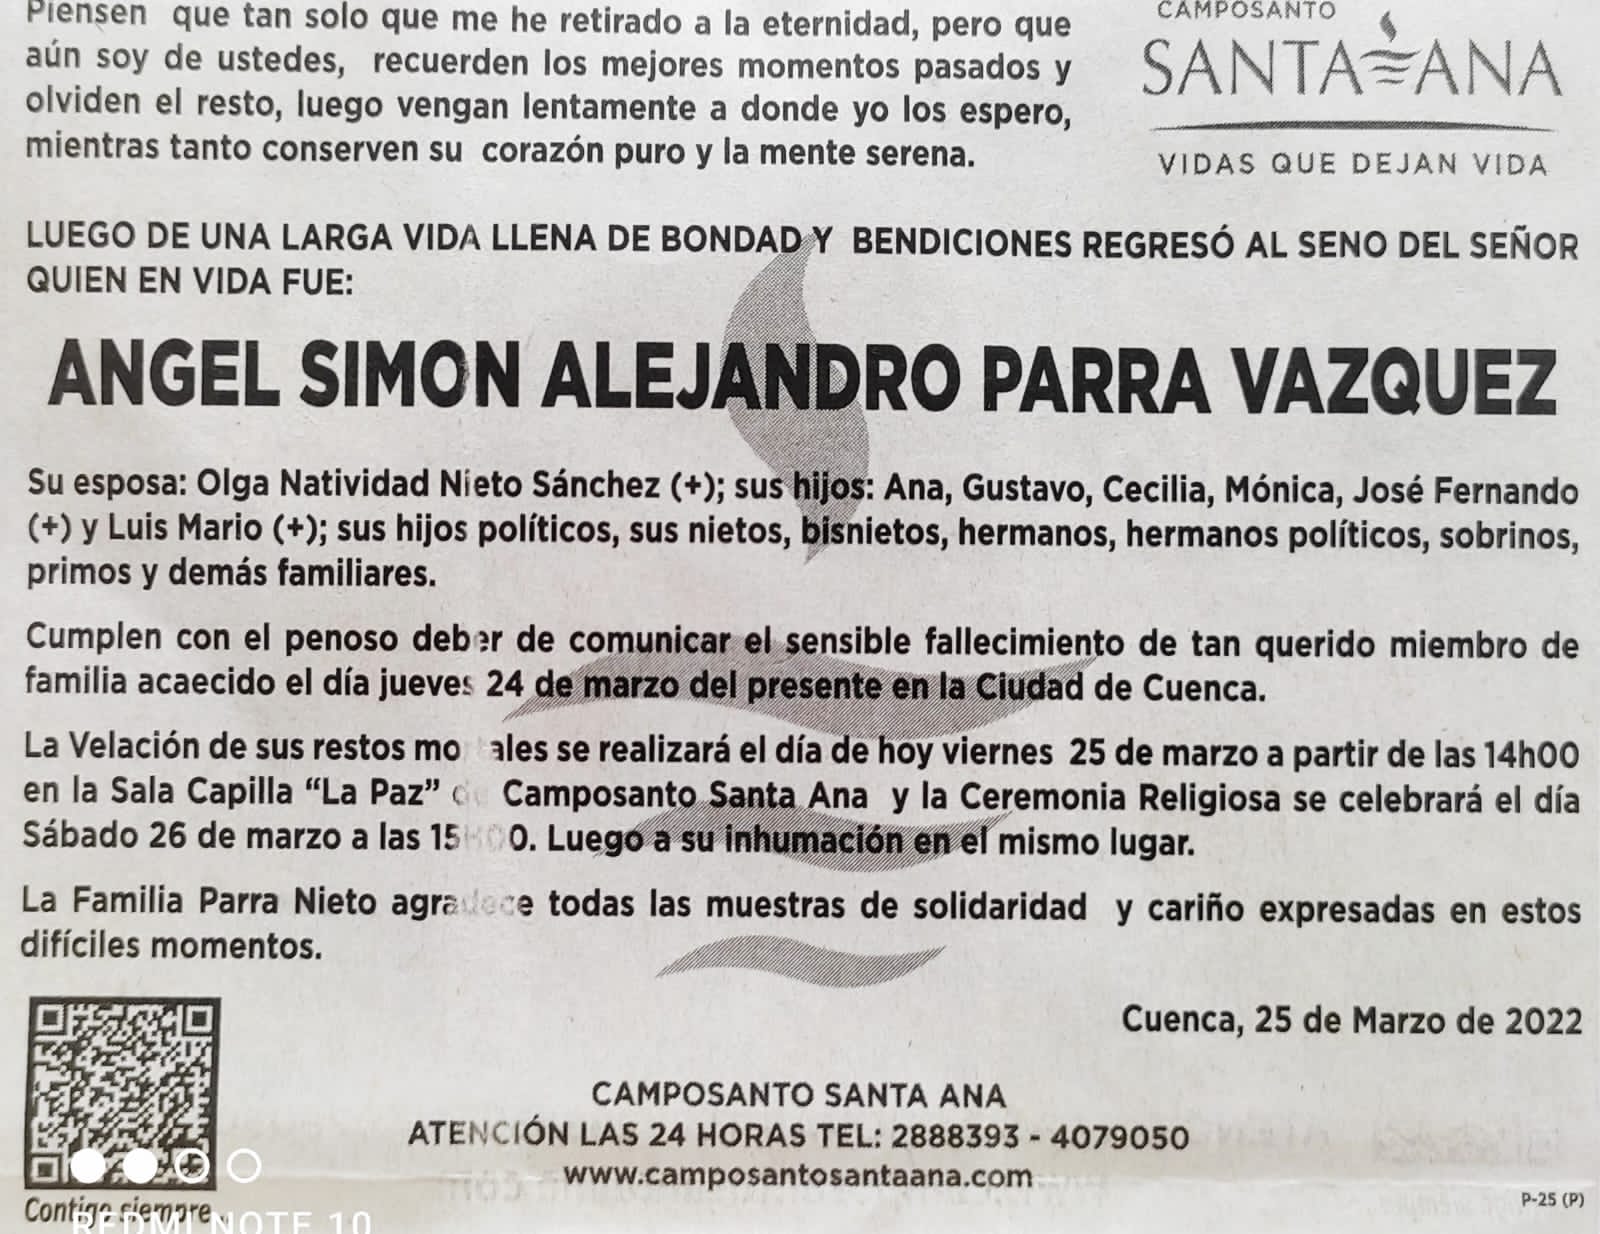 Piensen que tan solo que me he retirado a la eternidad, pero que
aún soy de ustedes, recuerden los mejores momentos pasados y
olviden el resto, luego vengan lentamente a donde yo los espero,
mientras tanto conserven su corazón puro y la mente serena.
CAMPOSANTO
SANTA ANA
VIDAS QUE DEJAN VIDA
LUEGO DE UNA LARGA VIDA LLENA DE BONDAD Y BENDICIONES REGRESÓ AL SENO DEL SEÑOR
QUIEN EN VIDA FUE:
ANGEL SIMON ALEJANDRO PARRA VAZQUEZ
Su esposa: Olga Natividad Nieto Sánchez (+); sus hijos: Ana, Gustavo, Cecilia, Mónica, José Fernando
(+) y Luis Mario (+); sus hijos políticos, sus nietos, bisnietos, hermanos, hermanos políticos, sobrinos,
primos y demás familiares.
Cumplen con el penoso deber de comunicar el sensible fallecimiento de tan querido miembro de
familia acaecido el día jueves 24 de marzo del presente en la Ciudad de Cuenca.
La Velación de sus restos mortales se realizará el día de hoy viernes 25 de marzo a partir de las 14h00
en la Sala Capilla “La Paz” Camposanto Santa Ana y la Ceremonia Religiosa se celebrará el día
Sábado 26 de marzo a las 15H00. Luego a su inhumación en el mismo lugar.
La Familia Parra Nieto agradece todas las muestras de solidaridad y cariño expresadas en estos
difíciles momentos.
Cuenca, 25 de Marzo de 2022
CAMPOSANTO SANTA ANA
ATENCIÓN LAS 24 HORAS TEL: 2888393 - 4079050
www.camposantosantaana.com
Contigo siempre
P-25 (P)
REDMI NOTE 10